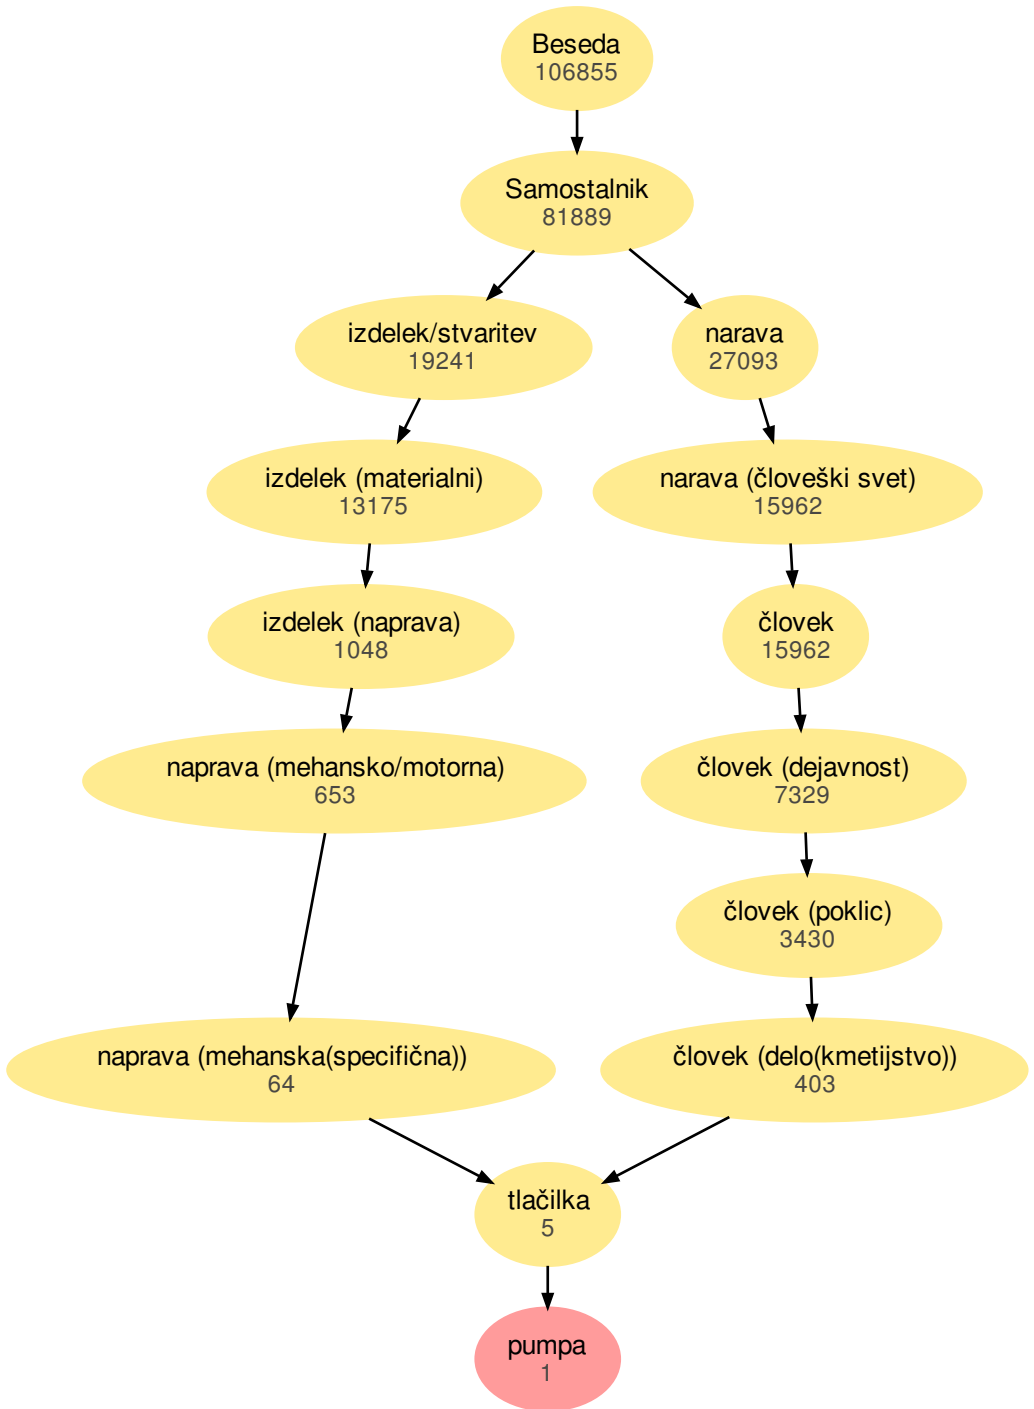 Beseda
106855
Samostalnik
81889
izdelek/stvaritev
19241
narava
27093
izdelek (materialni)
13175
narava (človeški svet)
15962
izdelek (naprava)
1048
človek
15962
naprava (mehansko/motorna)
653
človek (dejavnost)
7329
človek (poklic)
3430
naprava (mehanska(specifična))
64
človek (delo(kmetijstvo))
403
tlačilka
5
pumpa
1